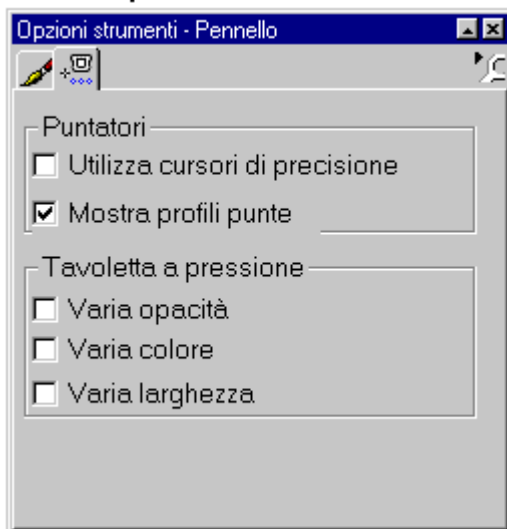 Opzioni strumenti - Pennello
Puntatori
Utilizza cursori di precisione
Mostra profili punte
Tavoletta a pressione
Varia opacità
Varia colore
Varia larghezza